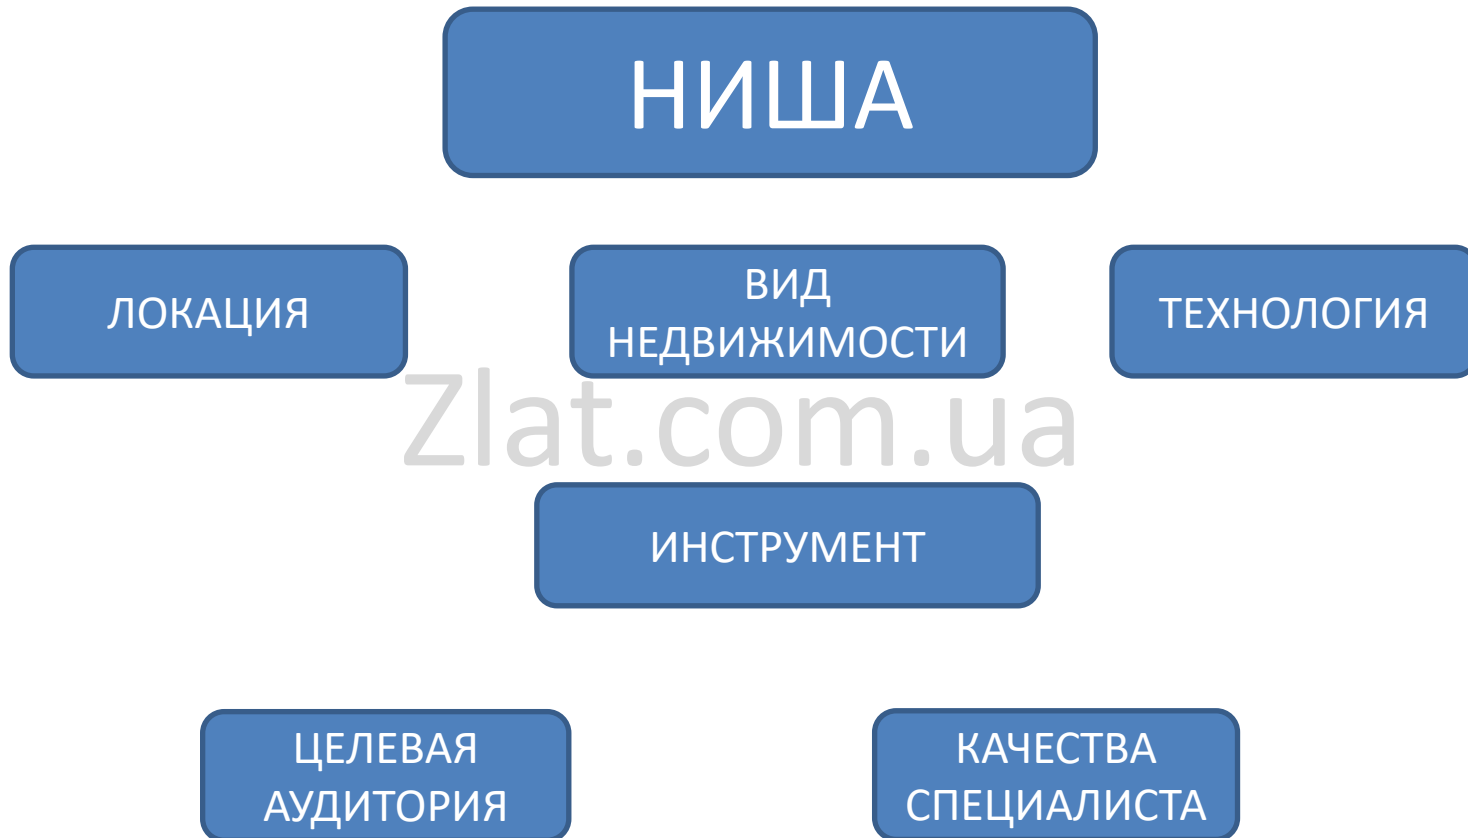 НИША
ЛОКАЦИЯ
ВИД
НЕДВИЖИМОСТИ
ТЕХНОЛОГИЯ
Zlat.com.ua
ИНСТРУМЕНТ
ЦЕЛЕВАЯ
АУДИТОРИЯ
КАЧЕСТВА
СПЕЦИАЛИСТА